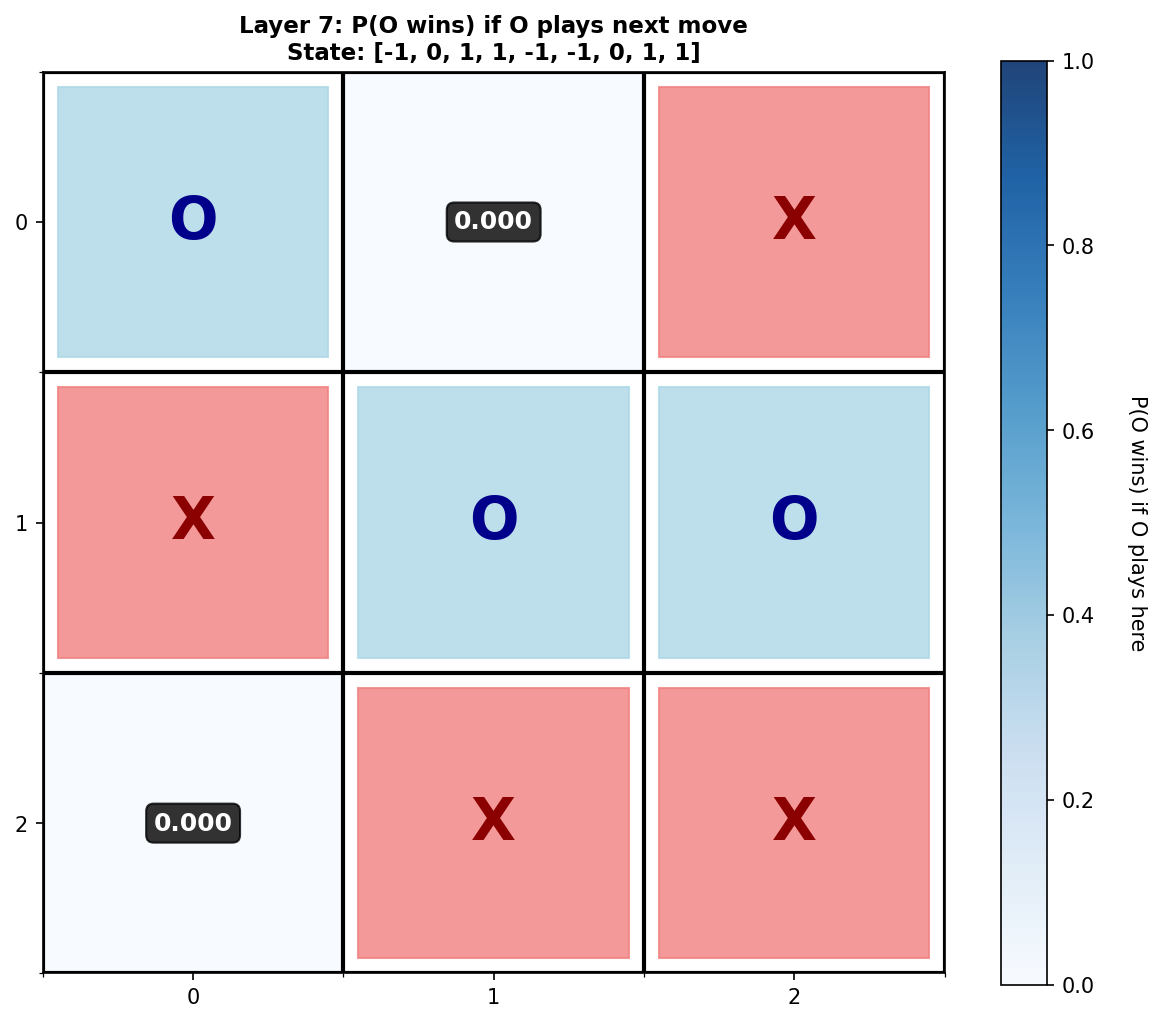 Layer 7: P(O wins) if O plays next move
State: [-1, 0, 1, 1, -1, -1, 0, 1, 1]
O
0.000
X
X
O
O
0.000
X
X
0
1
2
0
1
2
1.0
0.8
0.6
0.4
0.2
0.0
P(O wins) if O plays here